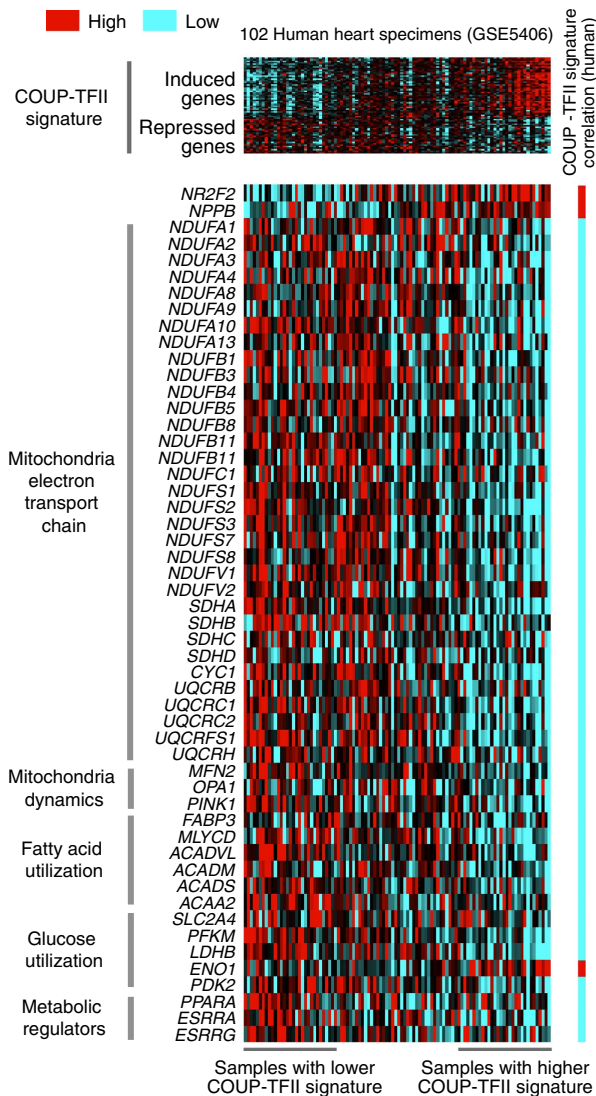 High
Low
102 Human heart specimens (GSE5406)
COUP-TFII signature correlation (human)
COUP-TFII
signature
Induced
genes
Repressed
genes
NR2F2
NPPB
Mitochondria
electron
transport
chain
NDUFA1
NDUFA2
NDUFA3
NDUFA4
NDUFA8
NDUFA9
NDUFA10
NDUFA13
NDUFB1
NDUFB3
NDUFB4
NDUFB5
NDUFB8
NDUFB11
NDUFB11
NDUFC1
NDUFS1
NDUFS2
NDUFS3
NDUFS7
NDUFS8
NDUFV1
NDUFV2
SDHA
SDHB
SDHC
SDHD
CYC1
UQCRB
UQCRC1
UQCRC2
UQCRFS1
UQCRH
Mitochondria
dynamics
MFN2
OPA1
PINK1
Fatty acid
utilization
FABP3
MLYCD
ACADVL
ACADM
ACADS
ACAA2
Glucose
utilization
SLC2A4
PFKM
LDHB
ENO1
PDK2
Metabolic
regulators
PPARA
ESRRA
ESRRG
Samples with lower
COUP-TFII signature
Samples with higher
COUP-TFII signature